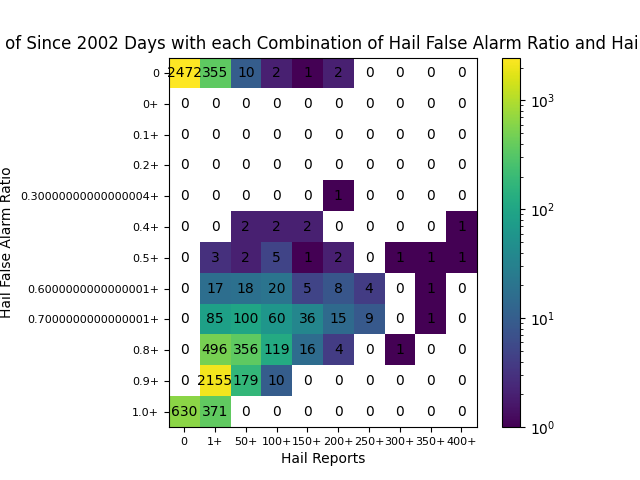 of Since 2002 Days with each Combination of Hail False Alarm Ratio and Hai
Hail False Alarm Ratio
0 2472 355 10 2 1 2 0 0 0 0
0+ 0 0 0 0 0 0 0 0 0 0
0.1+ 0 0 0 0 0 0 0 0 0 0
0.2+ 0 0 0 0 0 0 0 0 0 0
0.30000000000000004+ 0 0 0 0 0 1 0 0 0 0
0.4+ 0 0 2 2 2 0 0 0 0 1
0.5+ 0 3 2 5 1 2 0 1 1 1
0.6000000000000001+ 0 17 18 20 5 8 4 0 1 0
0.7000000000000001+ 0 85 100 60 36 15 9 0 1 0
0.8+ 0 496 356 119 16 4 0 1 0 0
0.9+ 0 2155 179 10 0 0 0 0 0 0
1.0+ 630 371 0 0 0 0 0 0 0 0
0 1+ 50+ 100+ 150+ 200+ 250+ 300+ 350+ 400+
Hail Reports
10³
10²
10¹
10⁰